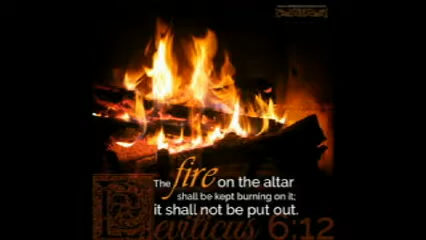 The fire on the altar
shall be kept burning on it;
it shall not be put out.
Leviticus 6:12